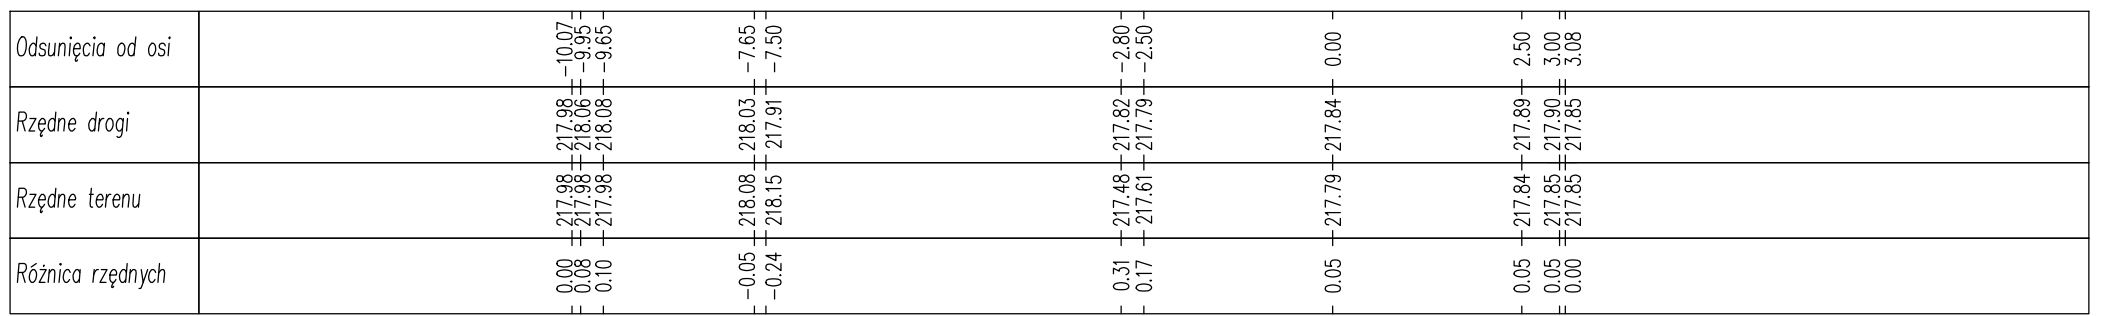 Odsunięcia od osi -10.07 -9.95 -9.65 -7.65 -7.50 -2.80 -2.50 0.00 2.50 3.00 3.08
Rzędne drogi 217.98 218.06 218.08 218.03 217.91 217.82 217.79 217.84 217.89 217.90 217.85
Rzędne terenu 217.98 217.98 217.98 218.08 218.15 217.48 217.61 217.79 217.84 217.85 217.85
Różnica rzędnych 0.00 0.08 0.10 -0.05 -0.24 0.31 0.17 0.05 0.05 0.05 0.00